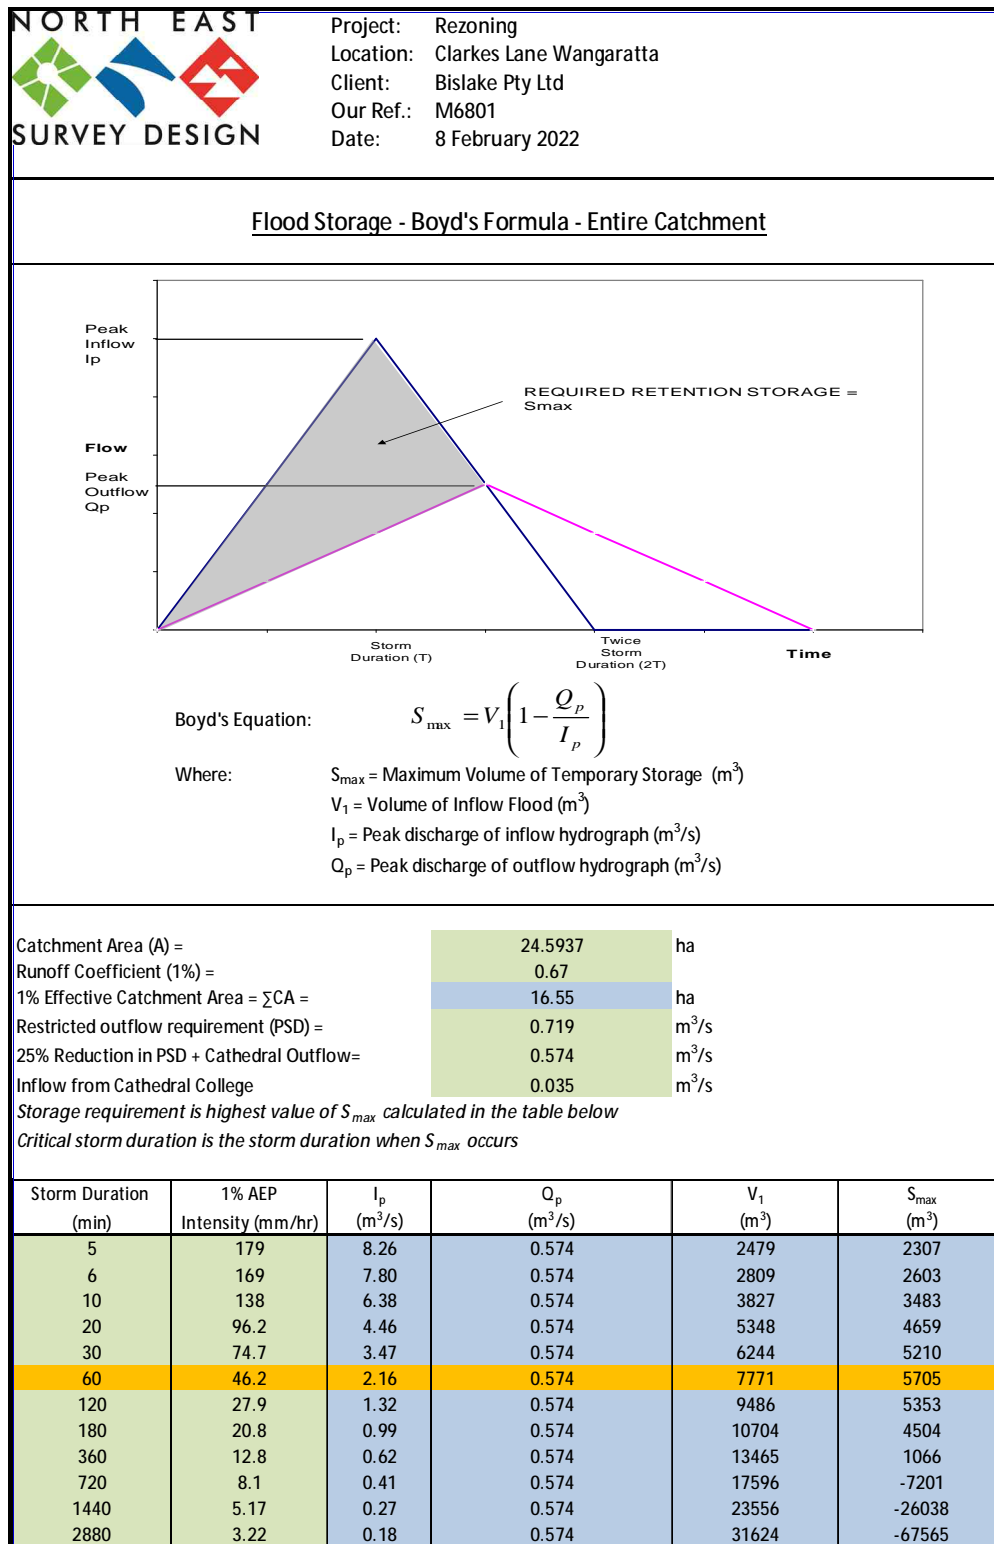 NORTH EAST
SURVEY DESIGN
Project: Rezoning
Location: Clarkes Lane Wangaratta
Client: Bislake Pty Ltd
Our Ref.: M6801
Date: 8 February 2022
Flood Storage - Boyd's Formula - Entire Catchment
Peak
Inflow
Ip
REQUIRED RETENTION STORAGE =
Smax
Flow
Peak
Outflow
Qp
Storm
Duration (T)
Twice
Storm
Duration (2T)
Time
Boyd's Equation: S_max = V_1(1 − Q_p/I_p)
Where: S_max = Maximum Volume of Temporary Storage (m³)
V₁ = Volume of Inflow Flood (m³)
I_p = Peak discharge of inflow hydrograph (m³/s)
Q_p = Peak discharge of outflow hydrograph (m³/s)
Catchment Area (A) = 24.5937 ha
Runoff Coefficient (1%) = 0.67
1% Effective Catchment Area = ∑CA = 16.55 ha
Restricted outflow requirement (PSD) = 0.719 m³/s
25% Reduction in PSD + Cathedral Outflow= 0.574 m³/s
Inflow from Cathedral College 0.035 m³/s
Storage requirement is highest value of S_max calculated in the table below
Critical storm duration is the storm duration when S_max occurs
Storm Duration 1% AEP I_p Q_p V₁ S_max
(min) Intensity (mm/hr) (m³/s) (m³/s) (m³) (m³)
5 179 8.26 0.574 2479 2307
6 169 7.80 0.574 2809 2603
10 138 6.38 0.574 3827 3483
20 96.2 4.46 0.574 5348 4659
30 74.7 3.47 0.574 6244 5210
60 46.2 2.16 0.574 7771 5705
120 27.9 1.32 0.574 9486 5353
180 20.8 0.99 0.574 10704 4504
360 12.8 0.62 0.574 13465 1066
720 8.1 0.41 0.574 17596 -7201
1440 5.17 0.27 0.574 23556 -26038
2880 3.22 0.18 0.574 31624 -67565